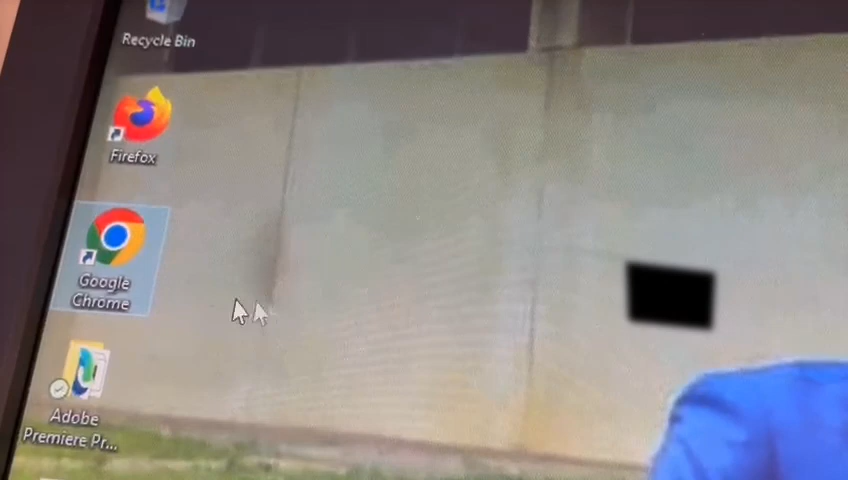 Recycle Bin
Firefox
Google
Chrome
Adobe
Premiere Pr...